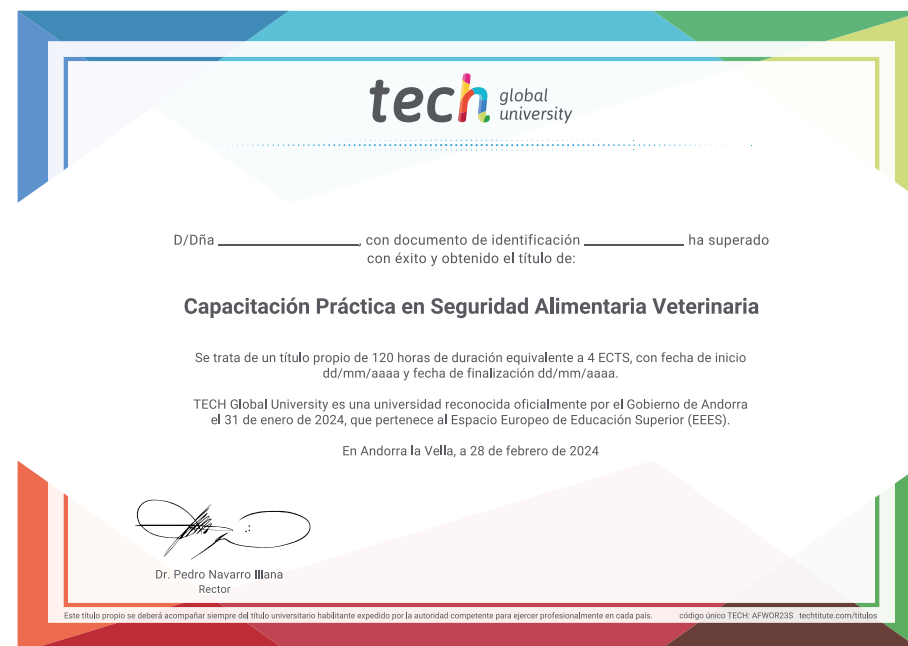 tech global university
D/Dña ____________________, con documento de identificación ______________ ha superado
con éxito y obtenido el título de:
Capacitación Práctica en Seguridad Alimentaria Veterinaria
Se trata de un título propio de 120 horas de duración equivalente a 4 ECTS, con fecha de inicio
dd/mm/aaaa y fecha de finalización dd/mm/aaaa.
TECH Global University es una universidad reconocida oficialmente por el Gobierno de Andorra
el 31 de enero de 2024, que pertenece al Espacio Europeo de Educación Superior (EEES).
En Andorra la Vella, a 28 de febrero de 2024
Dr. Pedro Navarro Illana
Rector
Este título propio se deberá acompañar siempre del título universitario habilitante expedido por la autoridad competente para ejercer profesionalmente en cada país. código único TECH: AFWOR23S techtitute.com/titulos